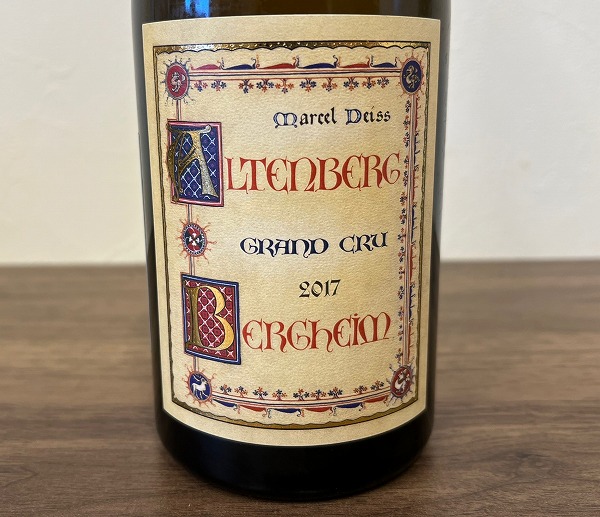 Marcel Deiss
ALTENBERG
GRAND CRU
2017
BERGHEIM